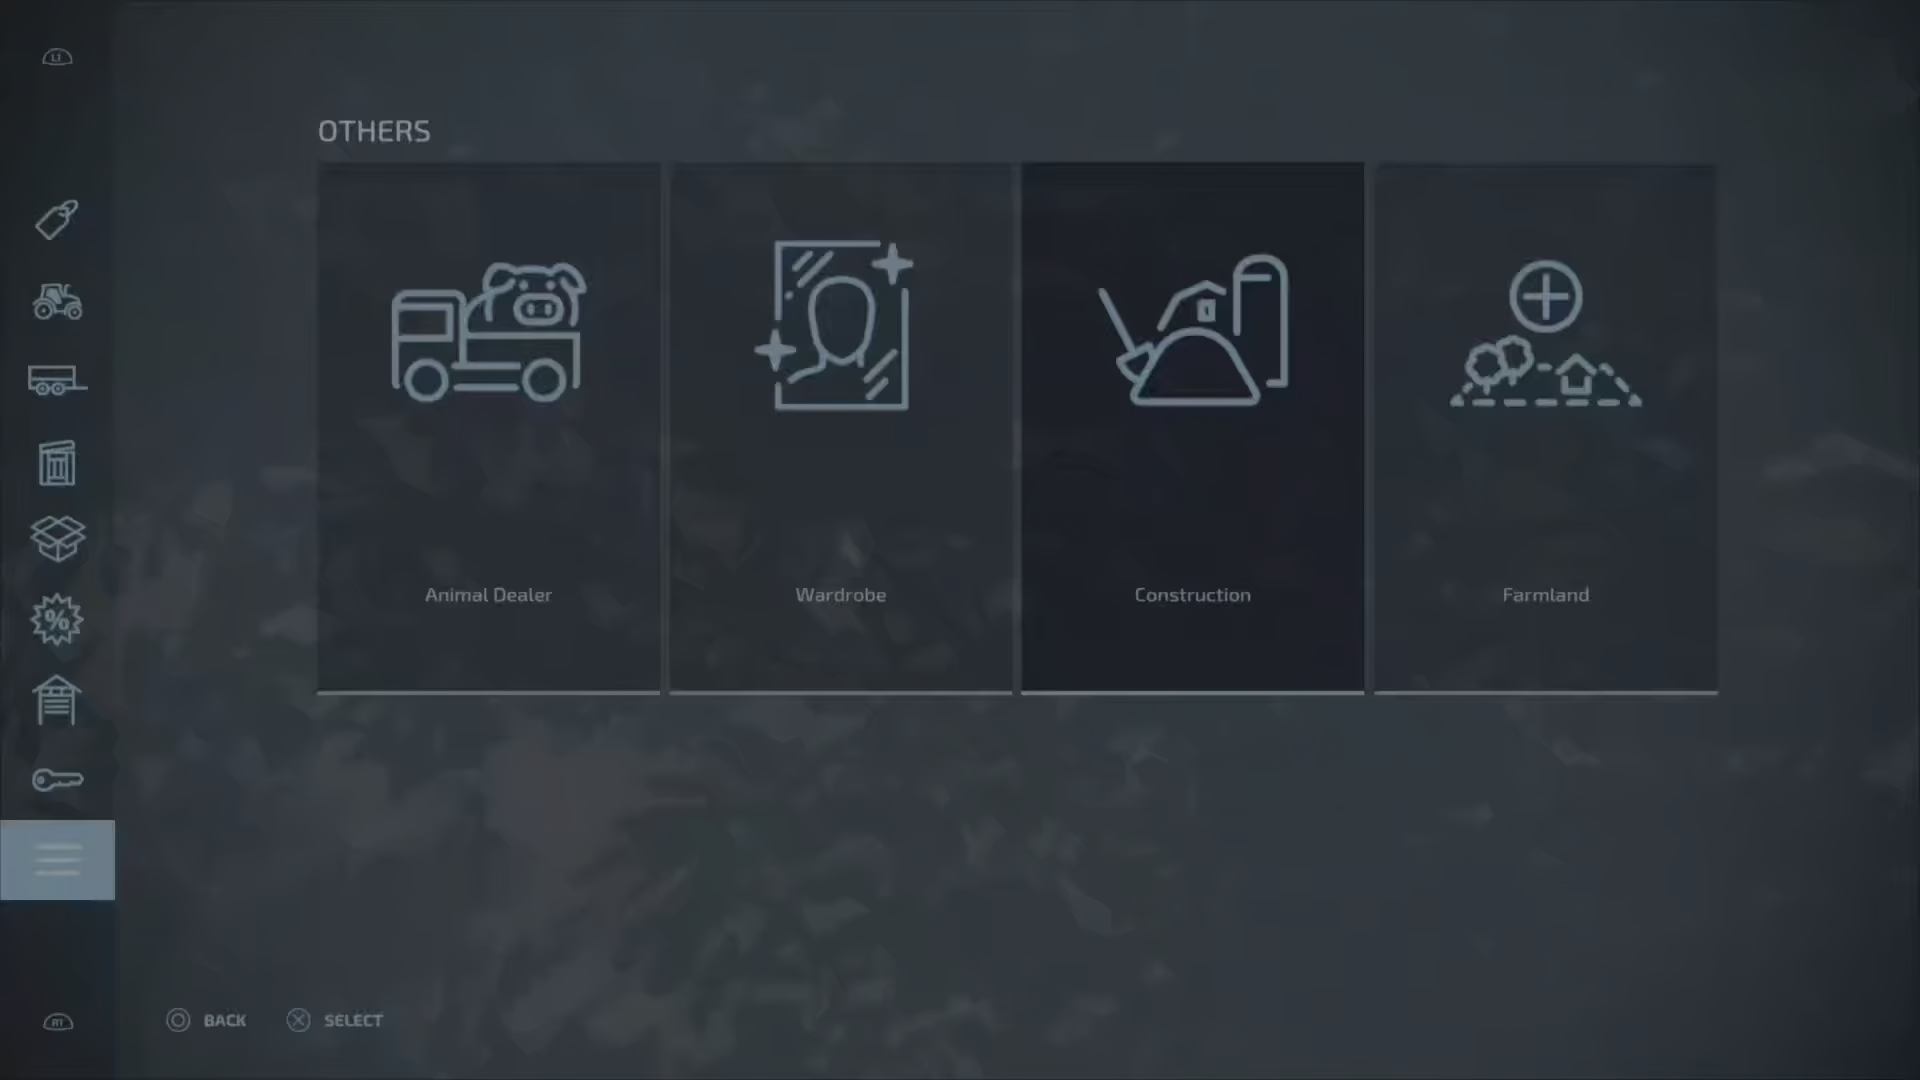 OTHERS
Animal Dealer
Wardrobe
Construction
Farmland
BACK
SELECT